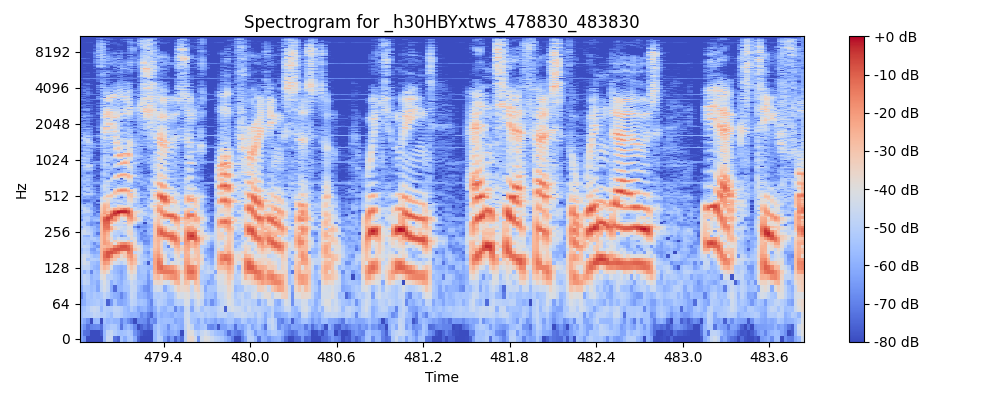 Spectrogram for _h30HBYxtws_478830_483830
8192
4096
2048
1024
512
256
128
64
0
Hz
479.4 480.0 480.6 481.2 481.8 482.4 483.0 483.6
Time
+0 dB
-10 dB
-20 dB
-30 dB
-40 dB
-50 dB
-60 dB
-70 dB
-80 dB